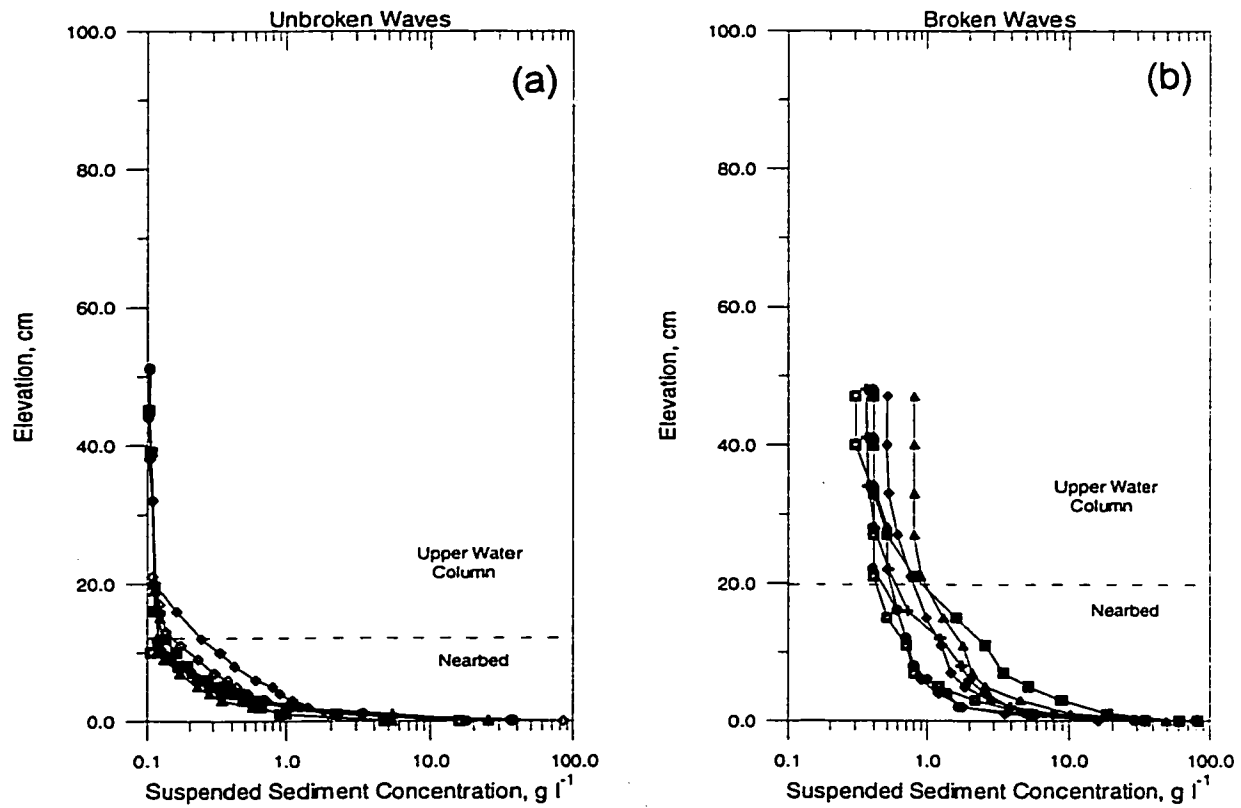 Unbroken Waves
(a)
100.0
80.0
60.0
40.0
20.0
0.0
Elevation, cm
Upper Water
Column
Nearbed
0.1
1.0
10.0
100.0
Suspended Sediment Concentration, g l⁻¹
Broken Waves
(b)
100.0
80.0
60.0
40.0
20.0
0.0
Elevation, cm
Upper Water
Column
Nearbed
0.1
1.0
10.0
100.0
Suspended Sediment Concentration, g l⁻¹